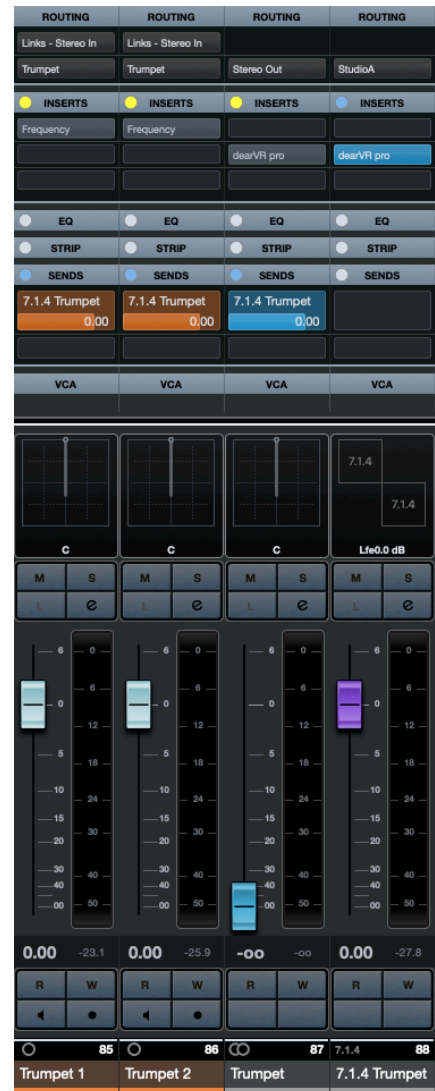 ROUTING ROUTING ROUTING ROUTING
Links - Stereo In Links - Stereo In
Trumpet Trumpet Stereo Out StudioA
INSERTS INSERTS INSERTS INSERTS
Frequency Frequency
dearVR pro dearVR pro
EQ EQ EQ EQ
STRIP STRIP STRIP STRIP
SENDS SENDS SENDS SENDS
7.1.4 Trumpet 7.1.4 Trumpet 7.1.4 Trumpet
0.00 0.00 0.00
VCA VCA VCA VCA
7.1.4
7.1.4
C C C Lfe0.0 dB
M S M S M S M S
L e L e L e L e
6 0 6 0 6 0 6 0
6 6 6 6
0 0 0 0
12 12 12 12
5 5 5 5
18 18 18 18
10 10 10 10
24 24 24 24
15 15 15 15
30 30 30 30
20 20 20 20
30 30 30 30
40 40 40 40
40 40 40 40
00 50 00 50 00 50 00 50
0.00 -23.1 0.00 -25.9 -oo -oo 0.00 -27.8
R W R W R W R W
85 86 87 7.1.4 88
Trumpet 1 Trumpet 2 Trumpet 7.1.4 Trumpet